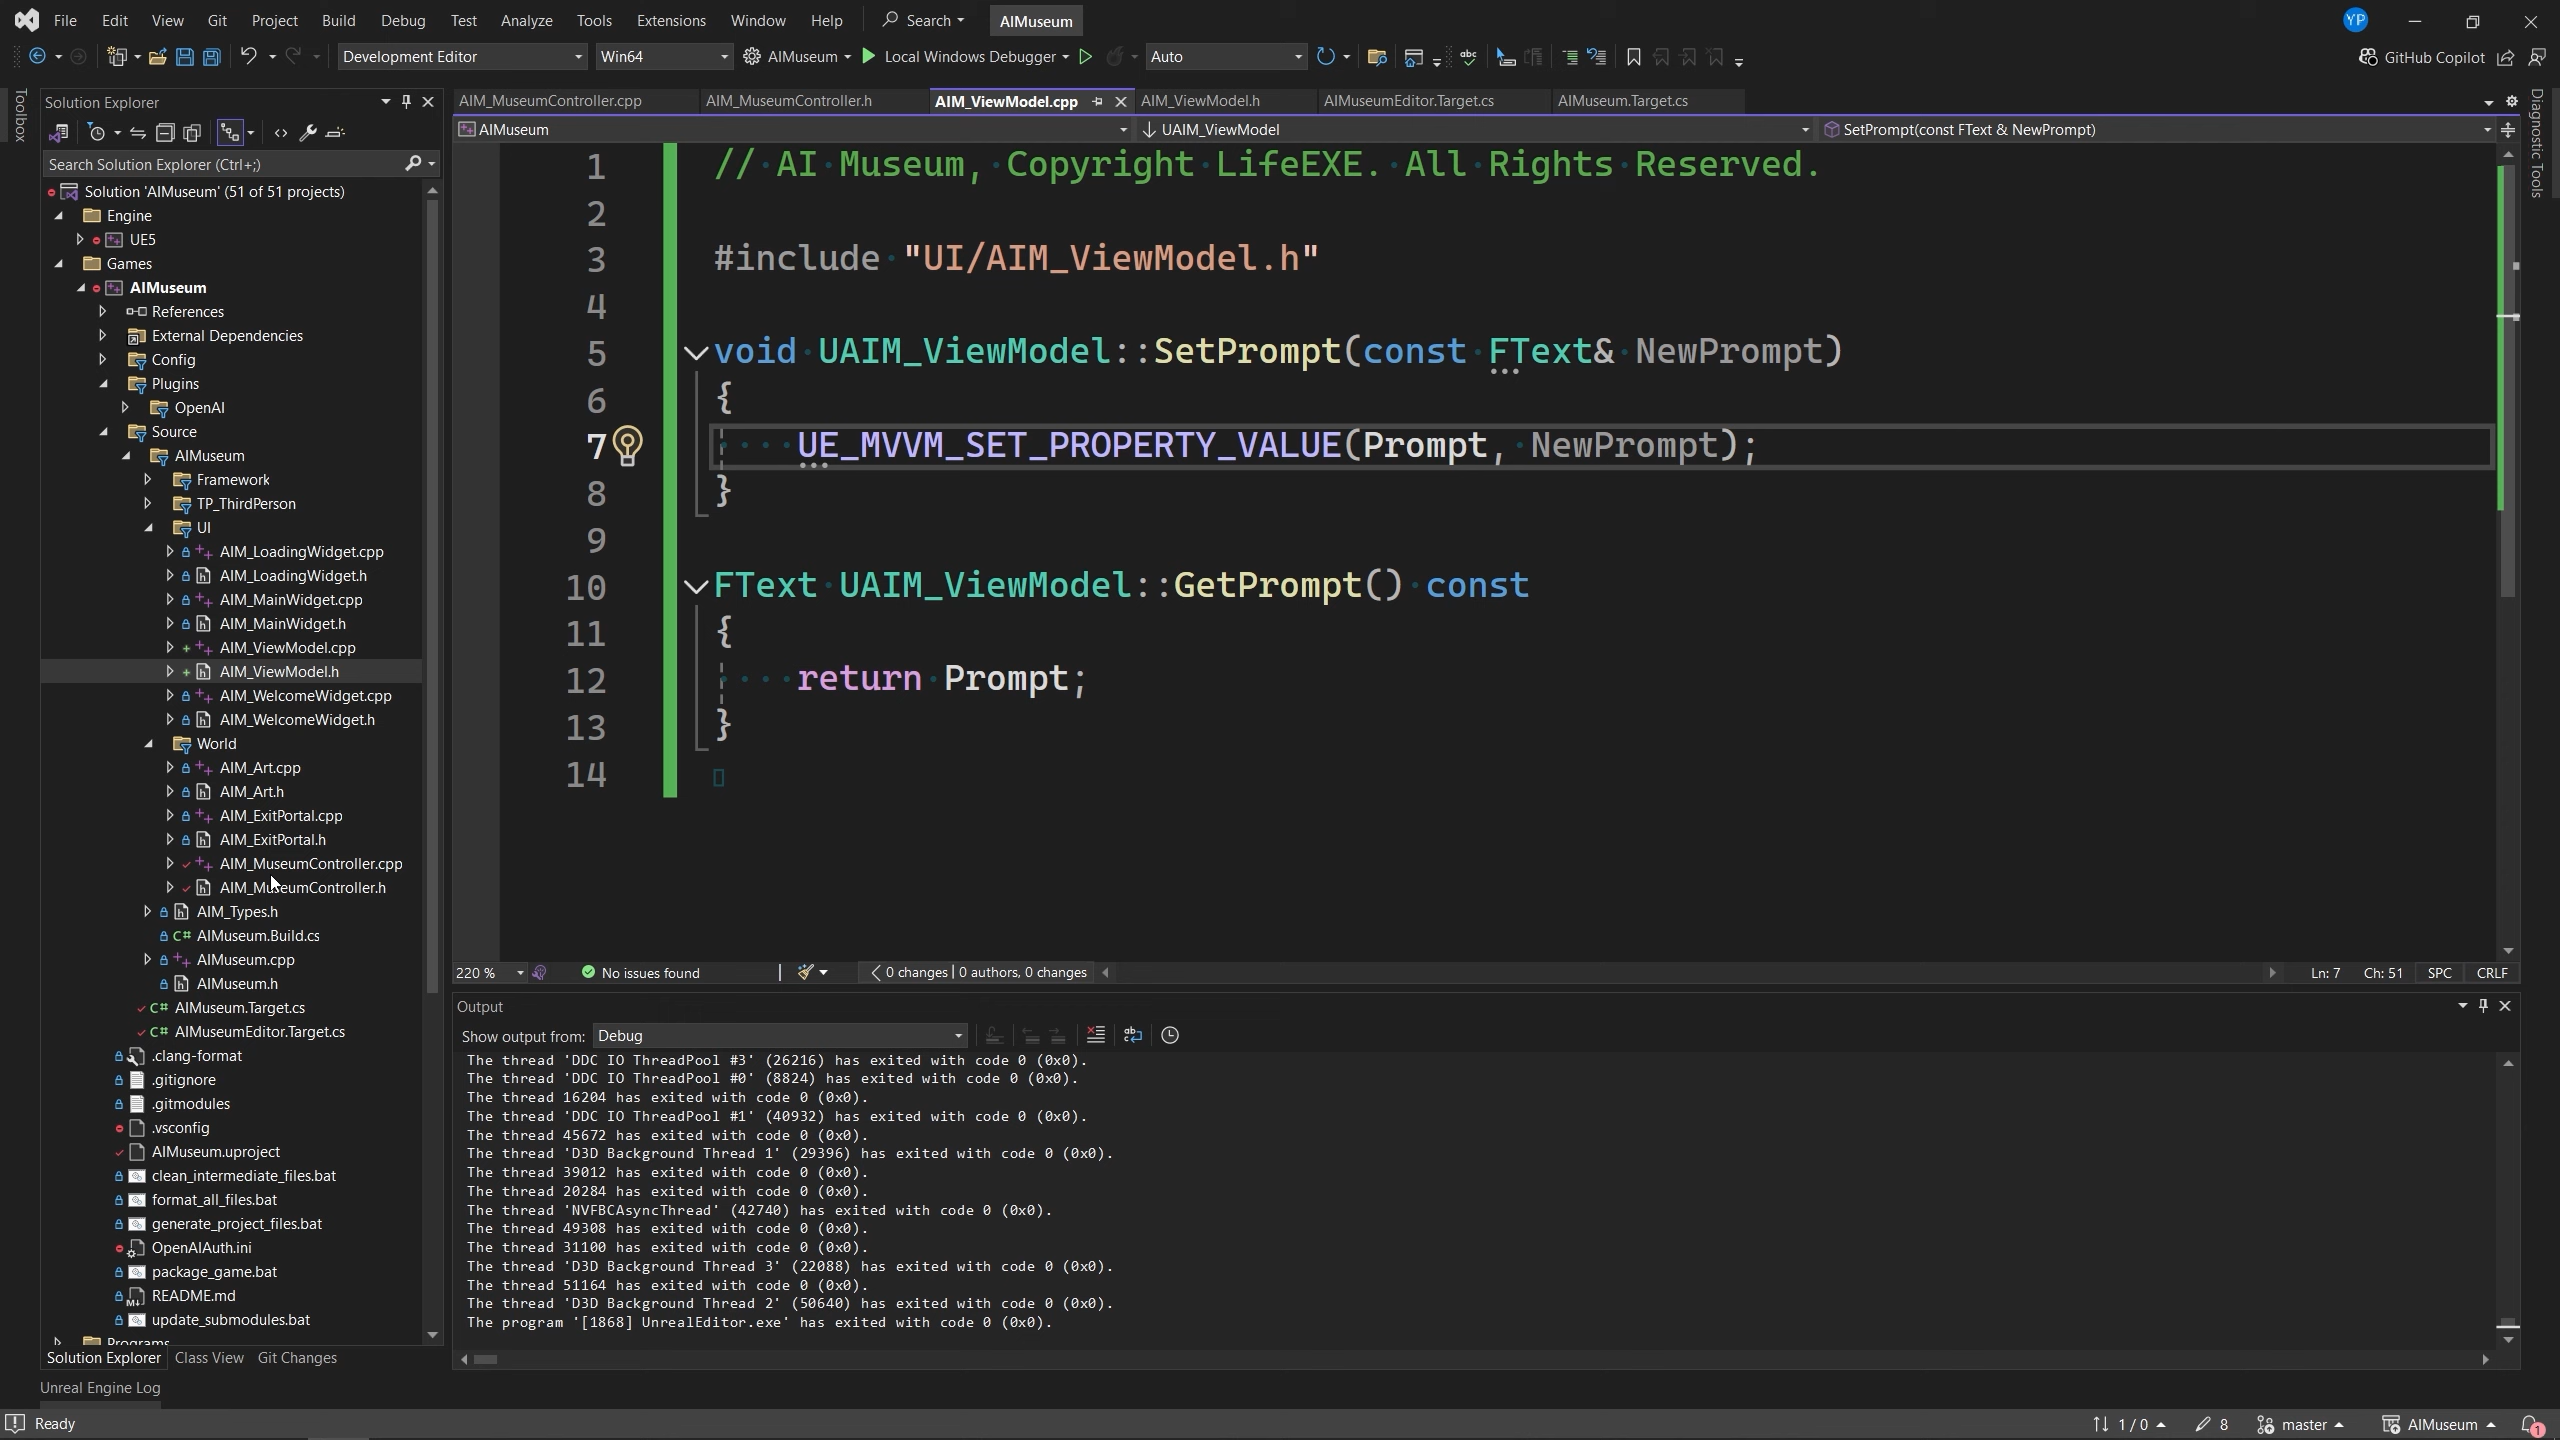 File Edit View Git Project Build Debug Test Analyze Tools Extensions Window Help Search AIMuseum YP
Development Editor Win64 AIMuseum Local Windows Debugger Auto GitHub Copilot
Toolbox
Solution Explorer
Search Solution Explorer (Ctrl+;)
Solution 'AIMuseum' (51 of 51 projects)
Engine
UE5
Games
AIMuseum
References
External Dependencies
Config
Plugins
OpenAI
Source
AIMuseum
Framework
TP_ThirdPerson
UI
AIM_LoadingWidget.cpp
AIM_LoadingWidget.h
AIM_MainWidget.cpp
AIM_MainWidget.h
AIM_ViewModel.cpp
AIM_ViewModel.h
AIM_WelcomeWidget.cpp
AIM_WelcomeWidget.h
World
AIM_Art.cpp
AIM_Art.h
AIM_ExitPortal.cpp
AIM_ExitPortal.h
AIM_MuseumController.cpp
AIM_MuseumController.h
AIM_Types.h
AIMuseum.Build.cs
AIMuseum.cpp
AIMuseum.h
AIMuseum.Target.cs
AIMuseumEditor.Target.cs
.clang-format
.gitignore
.gitmodules
.vsconfig
AIMuseum.uproject
clean_intermediate_files.bat
format_all_files.bat
generate_project_files.bat
OpenAIAuth.ini
package_game.bat
README.md
update_submodules.bat
Programs
Solution Explorer Class View Git Changes
Unreal Engine Log
AIM_MuseumController.cpp AIM_MuseumController.h AIM_ViewModel.cpp AIM_ViewModel.h AIMuseumEditor.Target.cs AIMuseum.Target.cs
AIMuseum UAIM_ViewModel SetPrompt(const FText & NewPrompt)
Diagnostic Tools
1 // AI Museum, Copyright LifeEXE. All Rights Reserved.
2
3 #include "UI/AIM_ViewModel.h"
4
5 void UAIM_ViewModel::SetPrompt(const FText& NewPrompt)
6 {
7 UE_MVVM_SET_PROPERTY_VALUE(Prompt, NewPrompt);
8 }
9
10 FText UAIM_ViewModel::GetPrompt() const
11 {
12 return Prompt;
13 }
14
220 % No issues found 0 changes | 0 authors, 0 changes Ln: 7 Ch: 51 SPC CRLF
Output
Show output from: Debug
The thread 'DDC IO ThreadPool #3' (26216) has exited with code 0 (0x0).
The thread 'DDC IO ThreadPool #0' (8824) has exited with code 0 (0x0).
The thread 16204 has exited with code 0 (0x0).
The thread 'DDC IO ThreadPool #1' (40932) has exited with code 0 (0x0).
The thread 45672 has exited with code 0 (0x0).
The thread 'D3D Background Thread 1' (29396) has exited with code 0 (0x0).
The thread 39012 has exited with code 0 (0x0).
The thread 20284 has exited with code 0 (0x0).
The thread 'NVFBCAsyncThread' (42740) has exited with code 0 (0x0).
The thread 49308 has exited with code 0 (0x0).
The thread 31100 has exited with code 0 (0x0).
The thread 'D3D Background Thread 3' (22088) has exited with code 0 (0x0).
The thread 51164 has exited with code 0 (0x0).
The thread 'D3D Background Thread 2' (50640) has exited with code 0 (0x0).
The program '[1868] UnrealEditor.exe' has exited with code 0 (0x0).
Ready 1 / 0 8 master AIMuseum 1